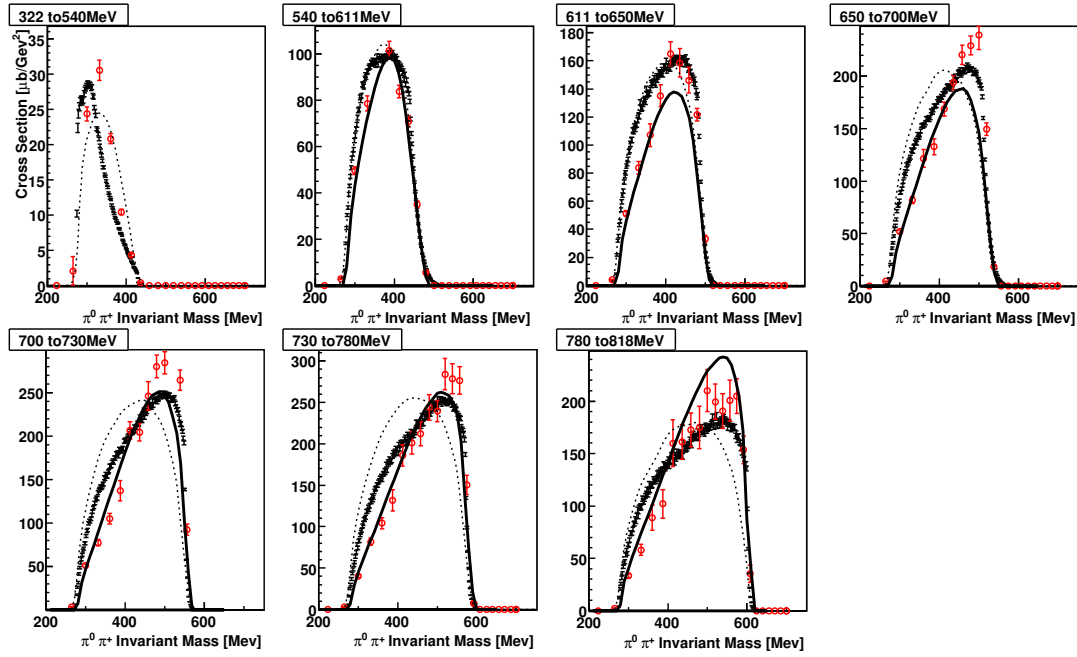 322 to540MeV
540 to611MeV
611 to650MeV
650 to700MeV
Cross Section [μb/Gev²]
35
30
25
20
15
10
5
0
100
80
60
40
20
0
180
160
140
120
100
80
60
40
20
0
200
150
100
50
0
200 400 600
200 400 600
200 400 600
200 400 600
π⁰ π⁺ Invariant Mass [Mev]
π⁰ π⁺ Invariant Mass [Mev]
π⁰ π⁺ Invariant Mass [Mev]
π⁰ π⁺ Invariant Mass [Mev]
700 to730MeV
730 to780MeV
780 to818MeV
250
200
150
100
50
0
300
250
200
150
100
50
0
200
150
100
50
0
200 400 600
200 400 600
200 400 600
π⁰ π⁺ Invariant Mass [Mev]
π⁰ π⁺ Invariant Mass [Mev]
π⁰ π⁺ Invariant Mass [Mev]